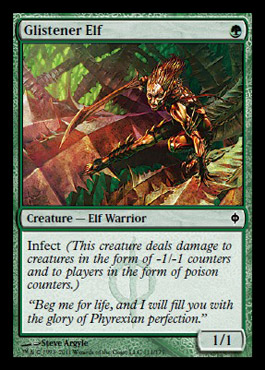 Glistener Elf
Creature — Elf Warrior
Infect (This creature deals damage to
creatures in the form of -1/-1 counters
and to players in the form of poison
counters.)
"Beg me for life, and I will fill you with
the glory of Phyrexian perfection."
Steve Argyle
1/1